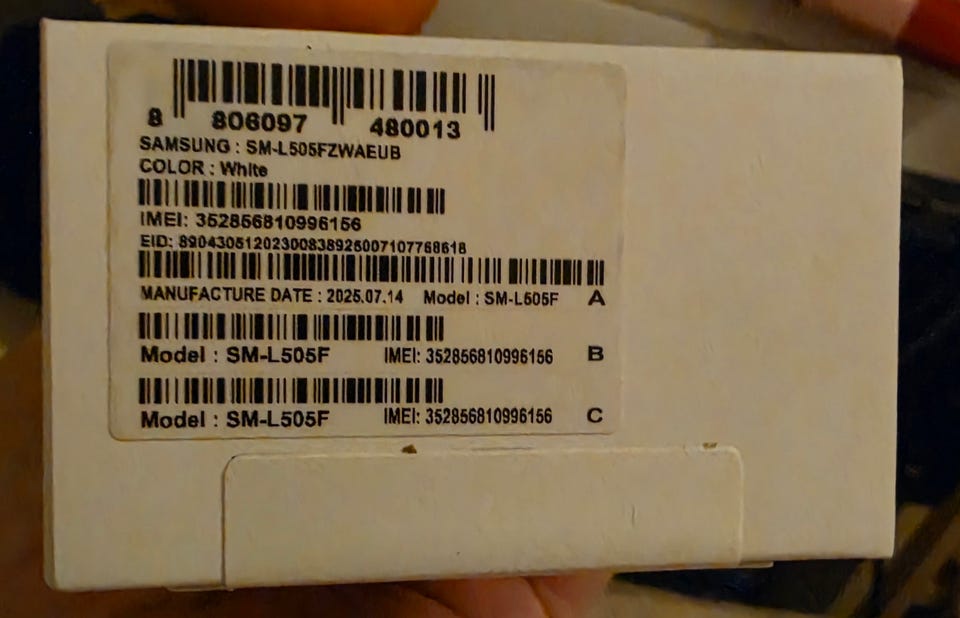 8 806097 480013
SAMSUNG : SM-L505FZWAEUB
COLOR : White
IMEI: 352856810996156
EID: 89043051202300838925007107768618
MANUFACTURE DATE : 2025.07.14 Model : SM-L505F A
Model : SM-L505F IMEI: 352856810996156 B
Model : SM-L505F IMEI: 352856810996156 C